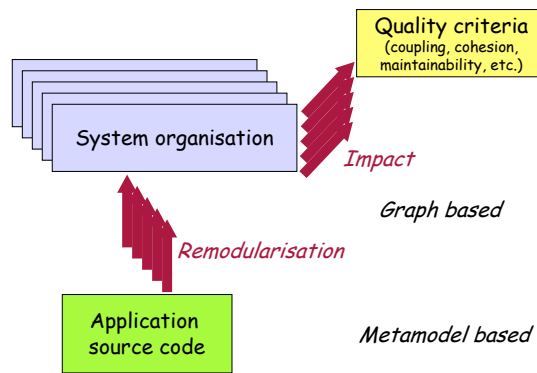 Quality criteria
(coupling, cohesion,
maintainability, etc.)
System organisation
Impact
Graph based
Remodularisation
Application
source code
Metamodel based